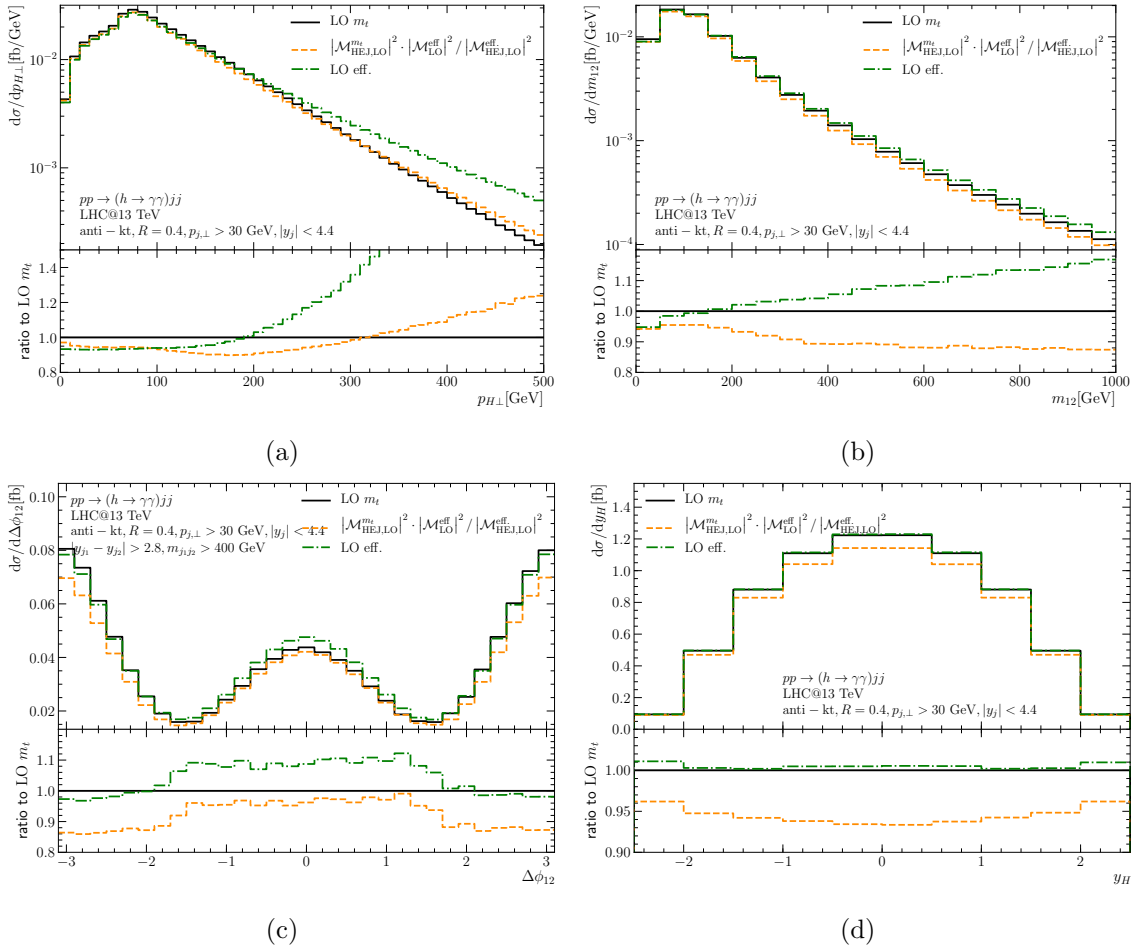 dσ/dp_{H⊥}[fb/GeV]
10^{−2}
10^{−3}
LO m_t
|M^{m_t}_{HEJ,LO}|^2 · |M^{eff}_{LO}|^2/|M^{eff.}_{HEJ,LO}|^2
LO eff.
pp → (h → γγ)jj
LHC@13 TeV
anti − kt, R = 0.4, p_{j,⊥} > 30 GeV, |y_j| < 4.4
ratio to LO m_t
1.4
1.2
1.0
0.8
0 100 200 300 400 500
p_{H⊥}[GeV]
(a)
dσ/dm_{12}[fb/GeV]
10^{−2}
10^{−3}
10^{−4}
LO m_t
|M^{m_t}_{HEJ,LO}|^2 · |M^{eff}_{LO}|^2/|M^{eff.}_{HEJ,LO}|^2
LO eff.
pp → (h → γγ)jj
LHC@13 TeV
anti − kt, R = 0.4, p_{j,⊥} > 30 GeV, |y_j| < 4.4
ratio to LO m_t
1.1
1.0
0.9
0.8
0 200 400 600 800 1000
m_{12}[GeV]
(b)
dσ/dΔϕ_{12}[fb]
0.10
0.08
0.06
0.04
0.02
pp → (h → γγ)jj
LHC@13 TeV
anti − kt, R = 0.4, p_{j,⊥} > 30 GeV, |y_j| < 4.4
|y_{j1} − y_{j2}| > 2.8, m_{j1j2} > 400 GeV
LO m_t
|M^{m_t}_{HEJ,LO}|^2 · |M^{eff}_{LO}|^2/|M^{eff.}_{HEJ,LO}|^2
LO eff.
ratio to LO m_t
1.1
1.0
0.9
0.8
−3 −2 −1 0 1 2 3
Δϕ_{12}
(c)
dσ/dy_H[fb]
1.4
1.2
1.0
0.8
0.6
0.4
0.2
0.0
LO m_t
|M^{m_t}_{HEJ,LO}|^2 · |M^{eff}_{LO}|^2/|M^{eff.}_{HEJ,LO}|^2
LO eff.
pp → (h → γγ)jj
LHC@13 TeV
anti − kt, R = 0.4, p_{j,⊥} > 30 GeV, |y_j| < 4.4
ratio to LO m_t
1.00
0.95
0.90
−2 −1 0 1 2
y_H
(d)